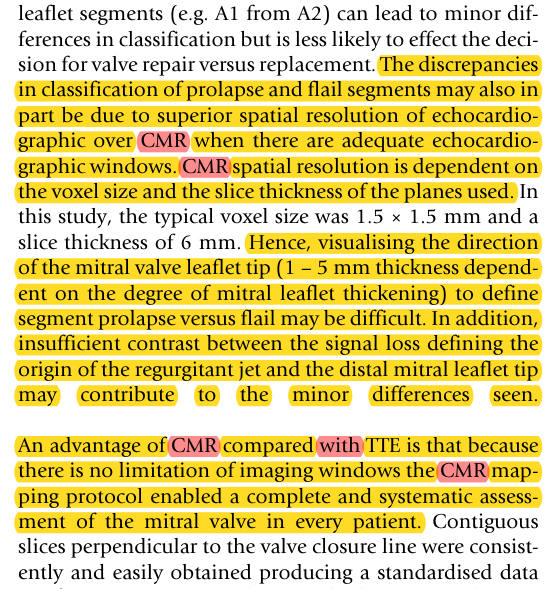 leaflet segments (e.g. A1 from A2) can lead to minor dif-
ferences in classification but is less likely to effect the deci-
sion for valve repair versus replacement. The discrepancies
in classification of prolapse and flail segments may also in
part be due to superior spatial resolution of echocardio-
graphic over CMR when there are adequate echocardio-
graphic windows. CMR spatial resolution is dependent on
the voxel size and the slice thickness of the planes used. In
this study, the typical voxel size was 1.5 × 1.5 mm and a
slice thickness of 6 mm. Hence, visualising the direction
of the mitral valve leaflet tip (1 – 5 mm thickness depend-
ent on the degree of mitral leaflet thickening) to define
segment prolapse versus flail may be difficult. In addition,
insufficient contrast between the signal loss defining the
origin of the regurgitant jet and the distal mitral leaflet tip
may contribute to the minor differences seen.
An advantage of CMR compared with TTE is that because
there is no limitation of imaging windows the CMR map-
ping protocol enabled a complete and systematic assess-
ment of the mitral valve in every patient. Contiguous
slices perpendicular to the valve closure line were consist-
ently and easily obtained producing a standardised data